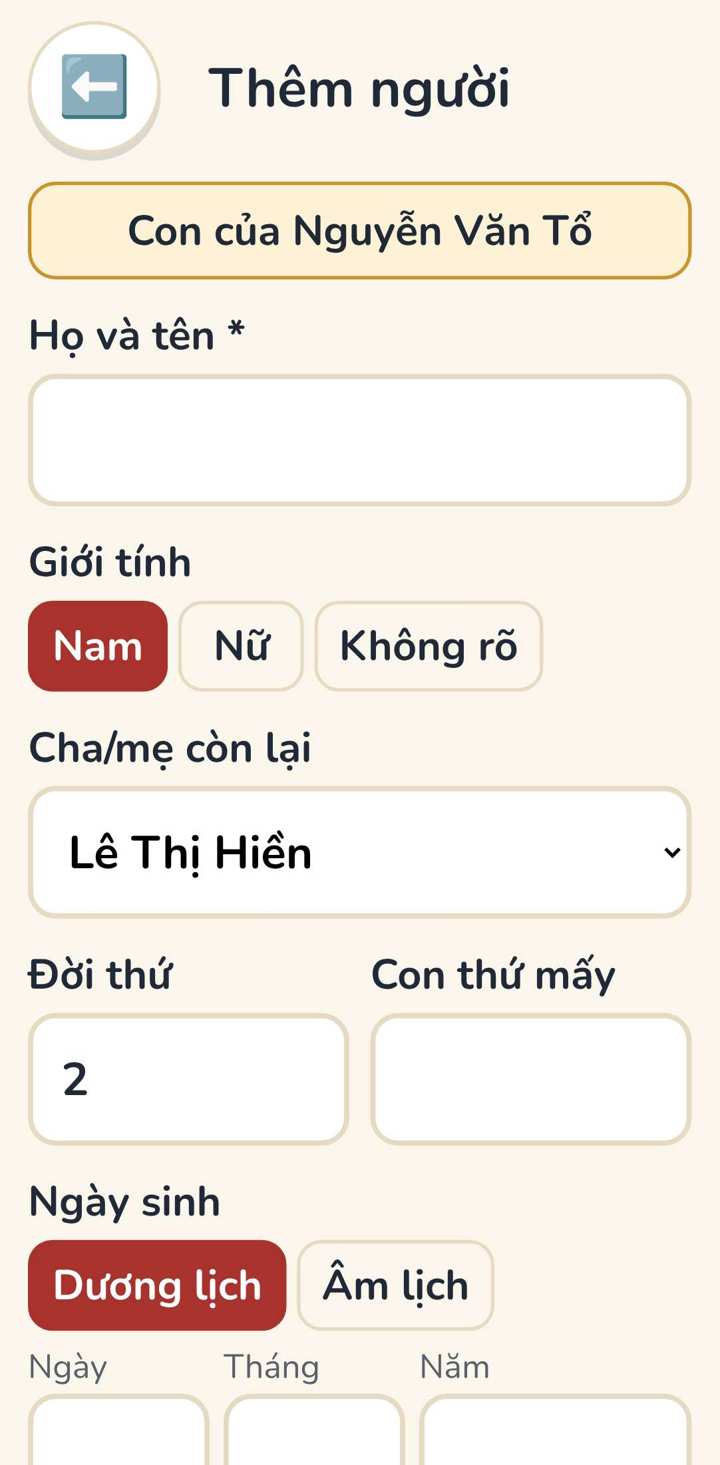 Thêm người
Con của Nguyễn Văn Tổ
Họ và tên *
Giới tính
Nam Nữ Không rõ
Cha/mẹ còn lại
Lê Thị Hiền
Đời thứ Con thứ mấy
2
Ngày sinh
Dương lịch Âm lịch
Ngày Tháng Năm